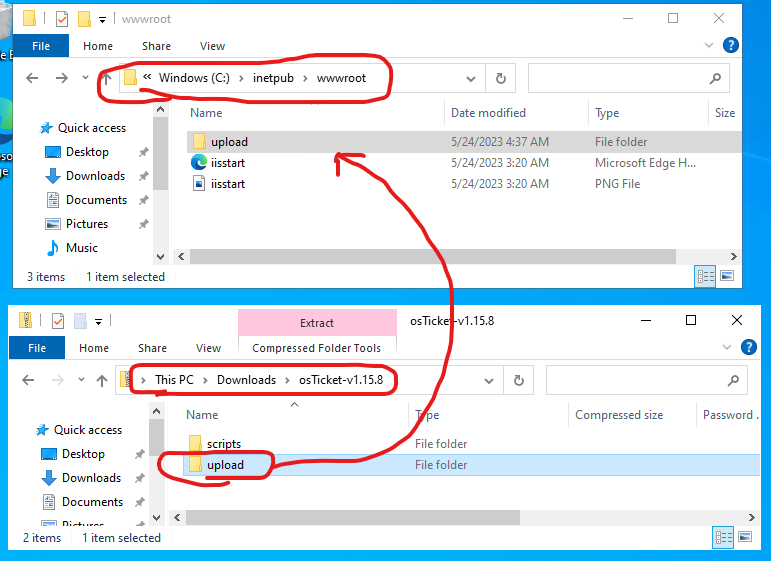 wwwroot
File Home Share View
« Windows (C:) › inetpub › wwwroot
Name Date modified Type Size
Quick access
upload 5/24/2023 4:37 AM File folder
Desktop
iisstart 5/24/2023 3:20 AM Microsoft Edge H...
Downloads
iisstart 5/24/2023 3:20 AM PNG File
Documents
Pictures
Music
3 items 1 item selected
Extract osTicket-v1.15.8
File Home Share View Compressed Folder Tools
› This PC › Downloads › osTicket-v1.15.8
Name Type Compressed size Password ...
Quick access
scripts File folder
Desktop
upload File folder
Downloads
Documents
Pictures
2 items 1 item selected